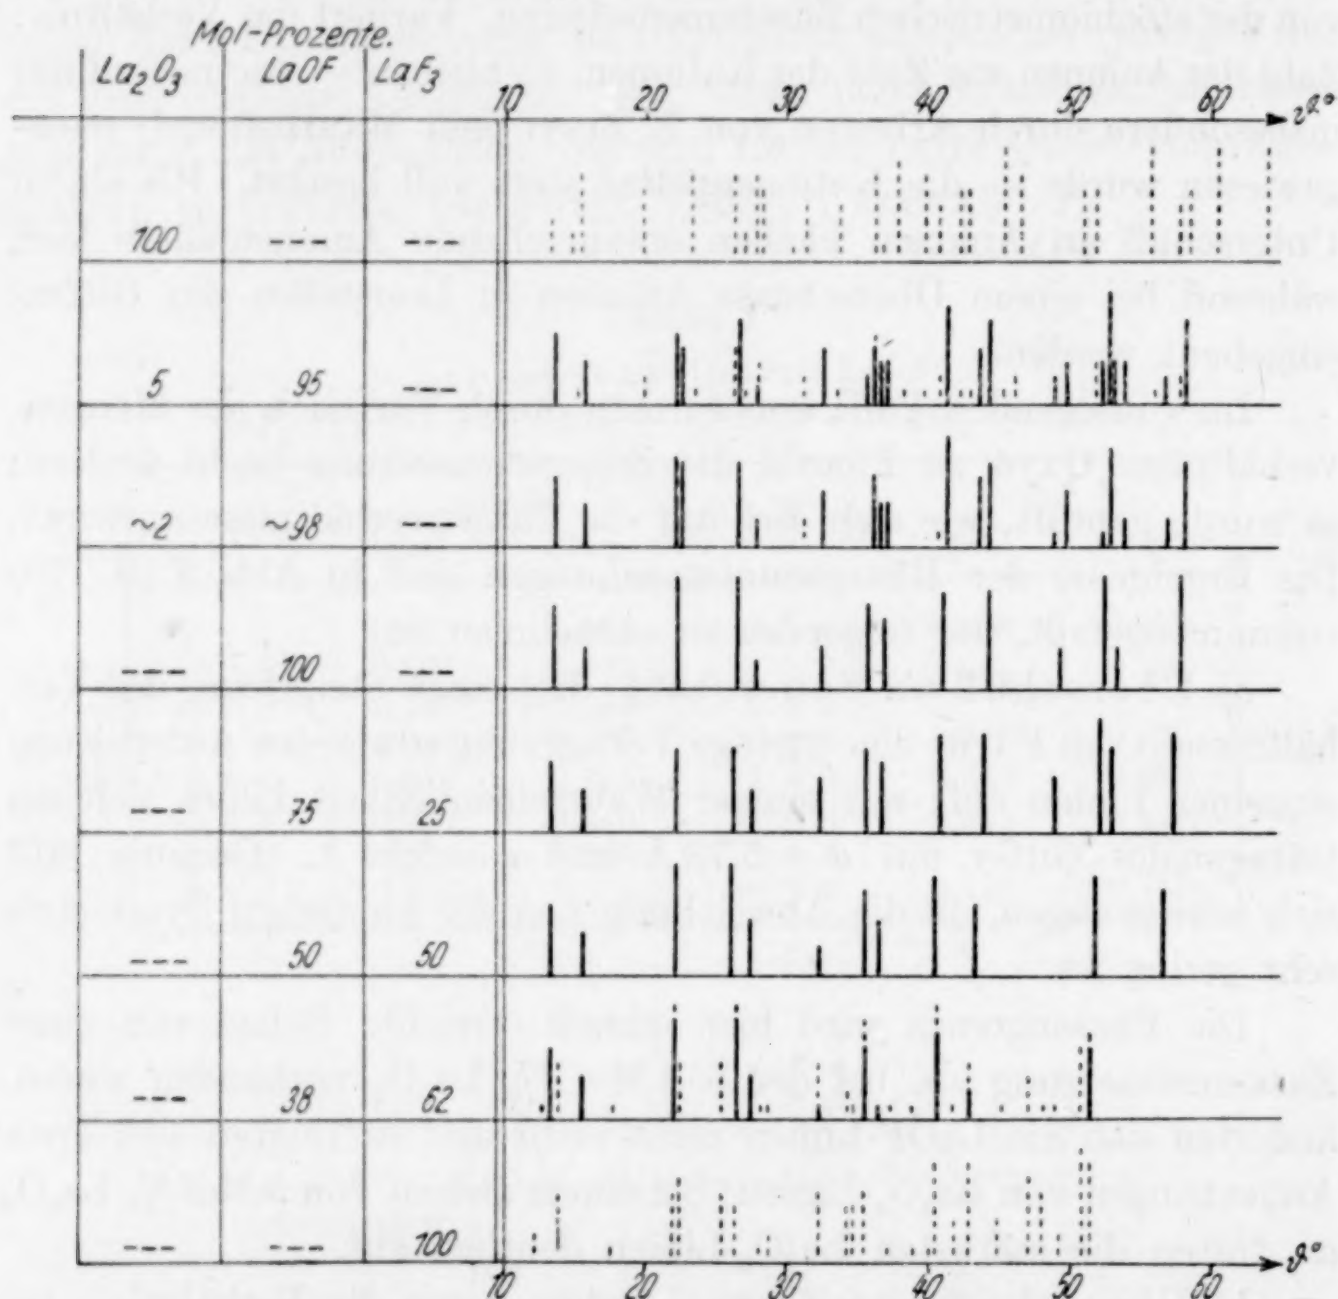 Mol-Prozente.
La₂O₃ LaOF LaF₃ 10 20 30 40 50 60 ϑ°
100 --- ---
5 95 ---
~2 ~98 ---
--- 100 ---
--- 75 25
--- 50 50
--- 38 62
--- --- 100
10 20 30 40 50 60 ϑ°